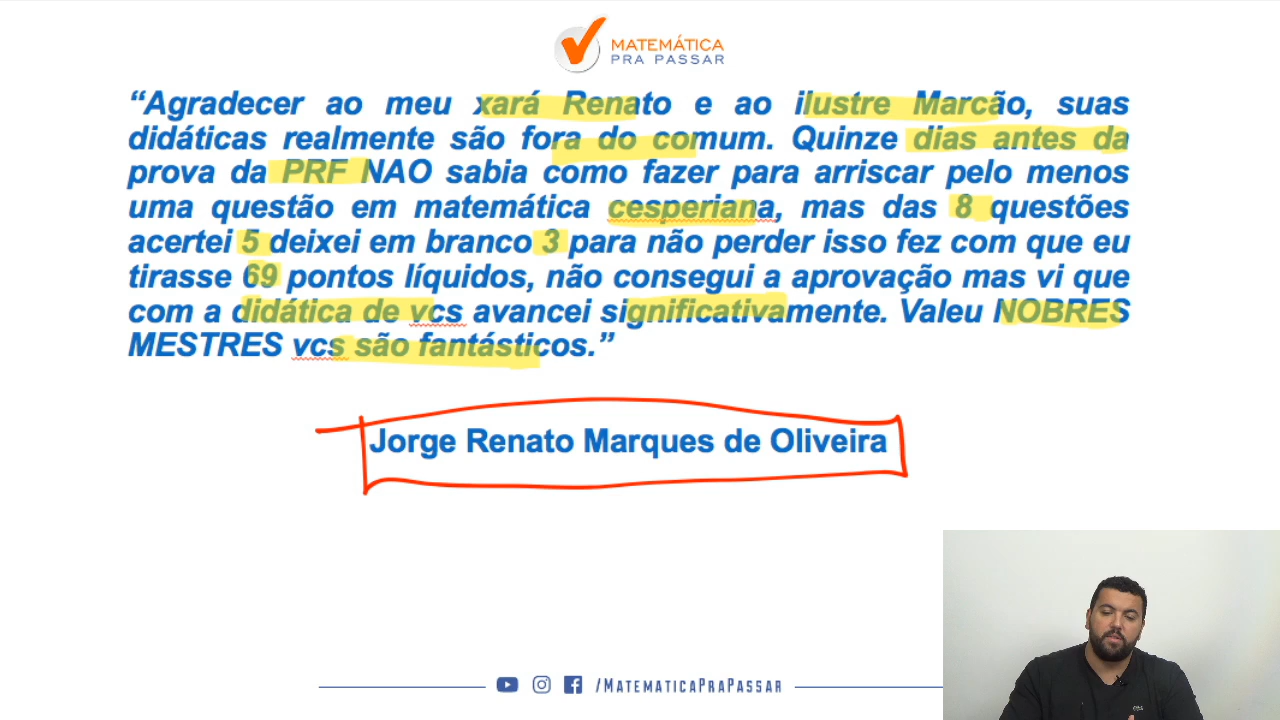 MATEMÁTICA
PRA PASSAR
“Agradecer ao meu xará Renato e ao ilustre Marcão, suas
didáticas realmente são fora do comum. Quinze dias antes da
prova da PRF NAO sabia como fazer para arriscar pelo menos
uma questão em matemática cesperiana, mas das 8 questões
acertei 5 deixei em branco 3 para não perder isso fez com que eu
tirasse 69 pontos líquidos, não consegui a aprovação mas vi que
com a didática de vcs avancei significativamente. Valeu NOBRES
MESTRES vcs são fantásticos.”
Jorge Renato Marques de Oliveira
/MATEMATICAPRAPASSAR